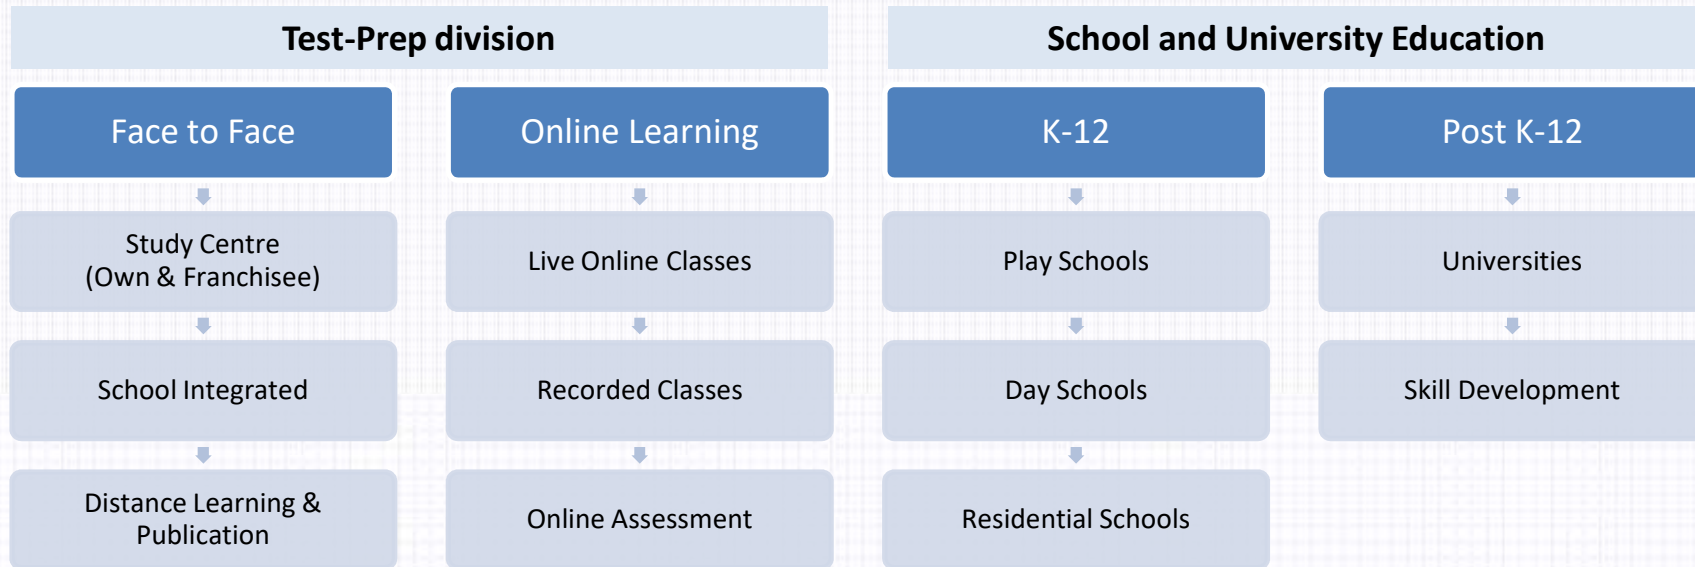 Test-Prep division
School and University Education
Face to Face
Online Learning
K-12
Post K-12
Study Centre
(Own & Franchisee)
Live Online Classes
Play Schools
Universities
School Integrated
Recorded Classes
Day Schools
Skill Development
Distance Learning &
Publication
Online Assessment
Residential Schools